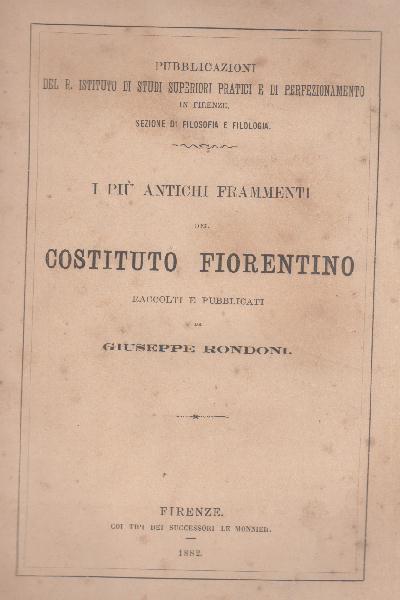 PUBBLICAZIONI
DEL R. ISTITUTO DI STUDI SUPERIORI PRATICI E DI PERFEZIONAMENTO
IN FIRENZE.
SEZIONE DI FILOSOFIA E FILOLOGIA.
I PIÙ ANTICHI FRAMMENTI
DEL
COSTITUTO FIORENTINO
RACCOLTI E PUBBLICATI
DA
GIUSEPPE RONDONI.
FIRENZE.
COI TIPI DEI SUCCESSORI LE MONNIER.
1882.